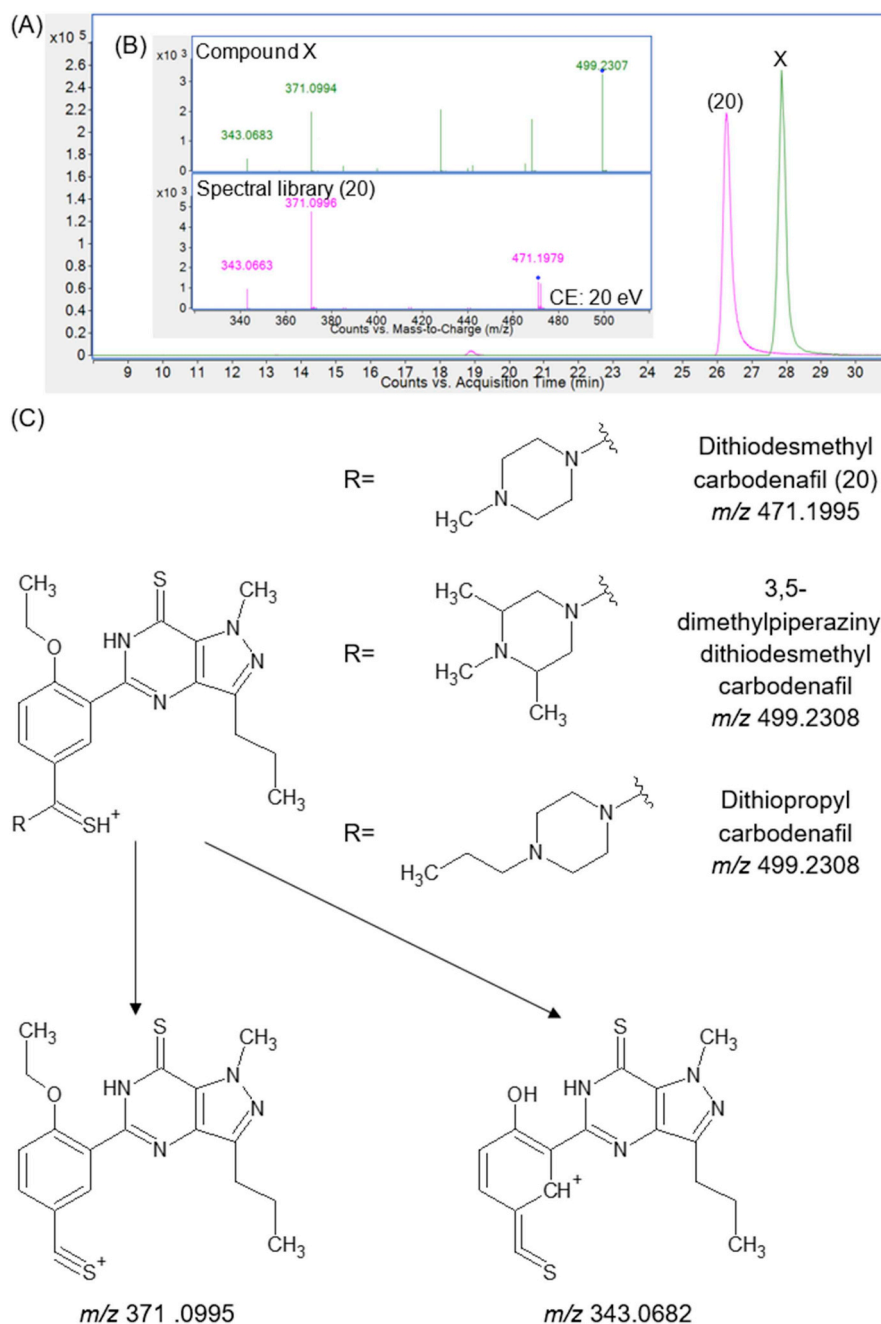 (A)
x10 5
2.6
2.4
2.2
2
1.8
1.6
1.4
1.2
1
0.8
0.6
0.4
0.2
0
(B)
x10 3
Compound X
3
2
1
0
343.0683
371.0994
499.2307
x10 3
Spectral library (20)
5
4
3
2
1
0
343.0663
371.0996
471.1979
CE: 20 eV
340 360 380 400 420 440 460 480 500
Counts vs. Mass-to-Charge (m/z)
(20)
X
8 9 10 11 12 13 14 15 16 17 18 19 20 21 22 23 24 25 26 27 28 29 30
Counts vs. Acquisition Time (min)
(C)
R=
N
N
H3C
Dithiodesmethyl
carbodenafil (20)
m/z 471.1995
CH3
O
S
HN
N
CH3
N
N
CH3
R
SH+
R=
H3C
N
H3C
N
CH3
3,5-
dimethylpiperaziny
dithiodesmethyl
carbodenafil
m/z 499.2308
R=
H3C
N
N
Dithiopropyl
carbodenafil
m/z 499.2308
CH3
O
S
HN
N
CH3
N
N
CH3
S+
m/z 371 .0995
OH
S
HN
N
CH3
N
N
CH+
CH3
S
m/z 343.0682